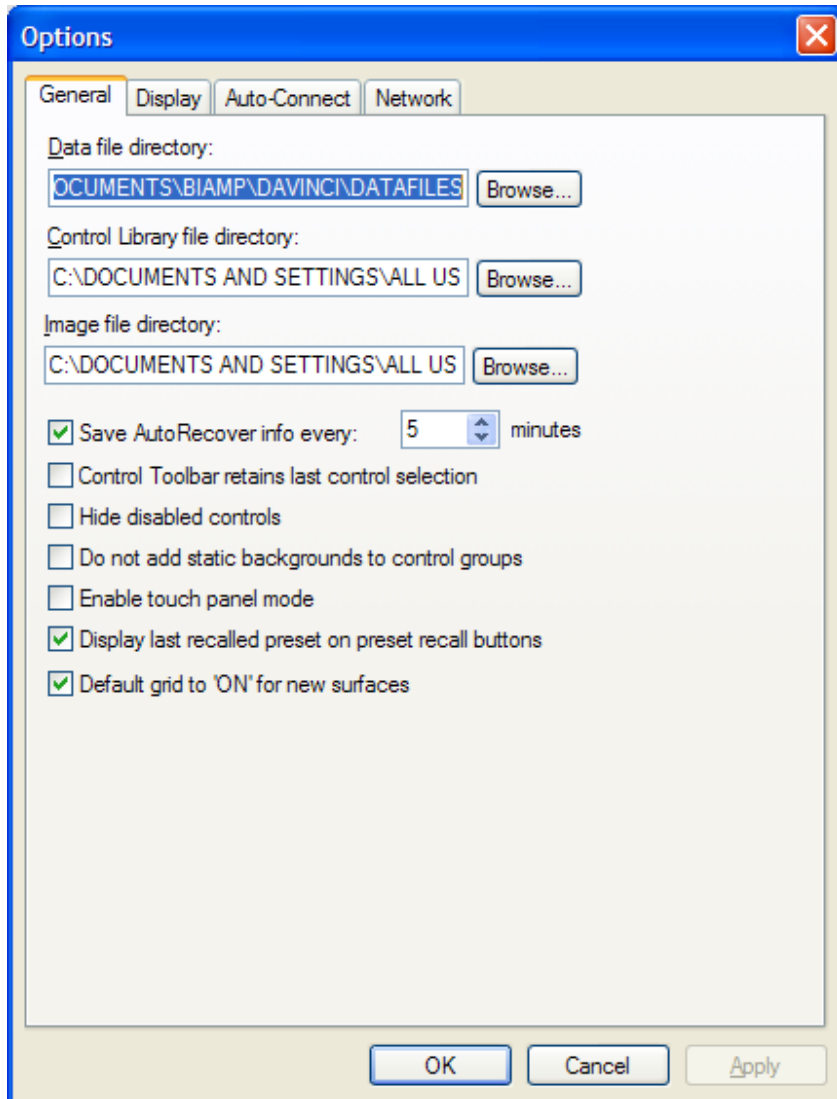 Options
General Display Auto-Connect Network
Data file directory:
OCUMENTS\BIAMP\DAVINCI\DATAFILES Browse...
Control Library file directory:
C:\DOCUMENTS AND SETTINGS\ALL US Browse...
Image file directory:
C:\DOCUMENTS AND SETTINGS\ALL US Browse...
Save AutoRecover info every: 5 minutes
Control Toolbar retains last control selection
Hide disabled controls
Do not add static backgrounds to control groups
Enable touch panel mode
Display last recalled preset on preset recall buttons
Default grid to 'ON' for new surfaces
OK Cancel Apply